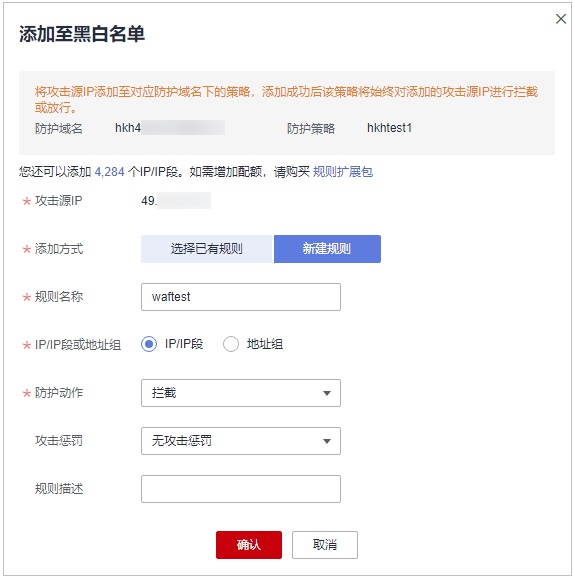 添加至黑白名单
将攻击源IP添加至对应防护域名下的策略，添加成功后该策略将始终对添加的攻击源IP进行拦截
或放行。
防护域名 hkh4 防护策略 hkhtest1
您还可以添加 4,284 个IP/IP段。如需增加配额，请购买 规则扩展包
* 攻击源IP 49.
* 添加方式 选择已有规则 新建规则
* 规则名称 waftest
* IP/IP段或地址组 IP/IP段 地址组
* 防护动作 拦截
攻击惩罚 无攻击惩罚
规则描述
确认 取消